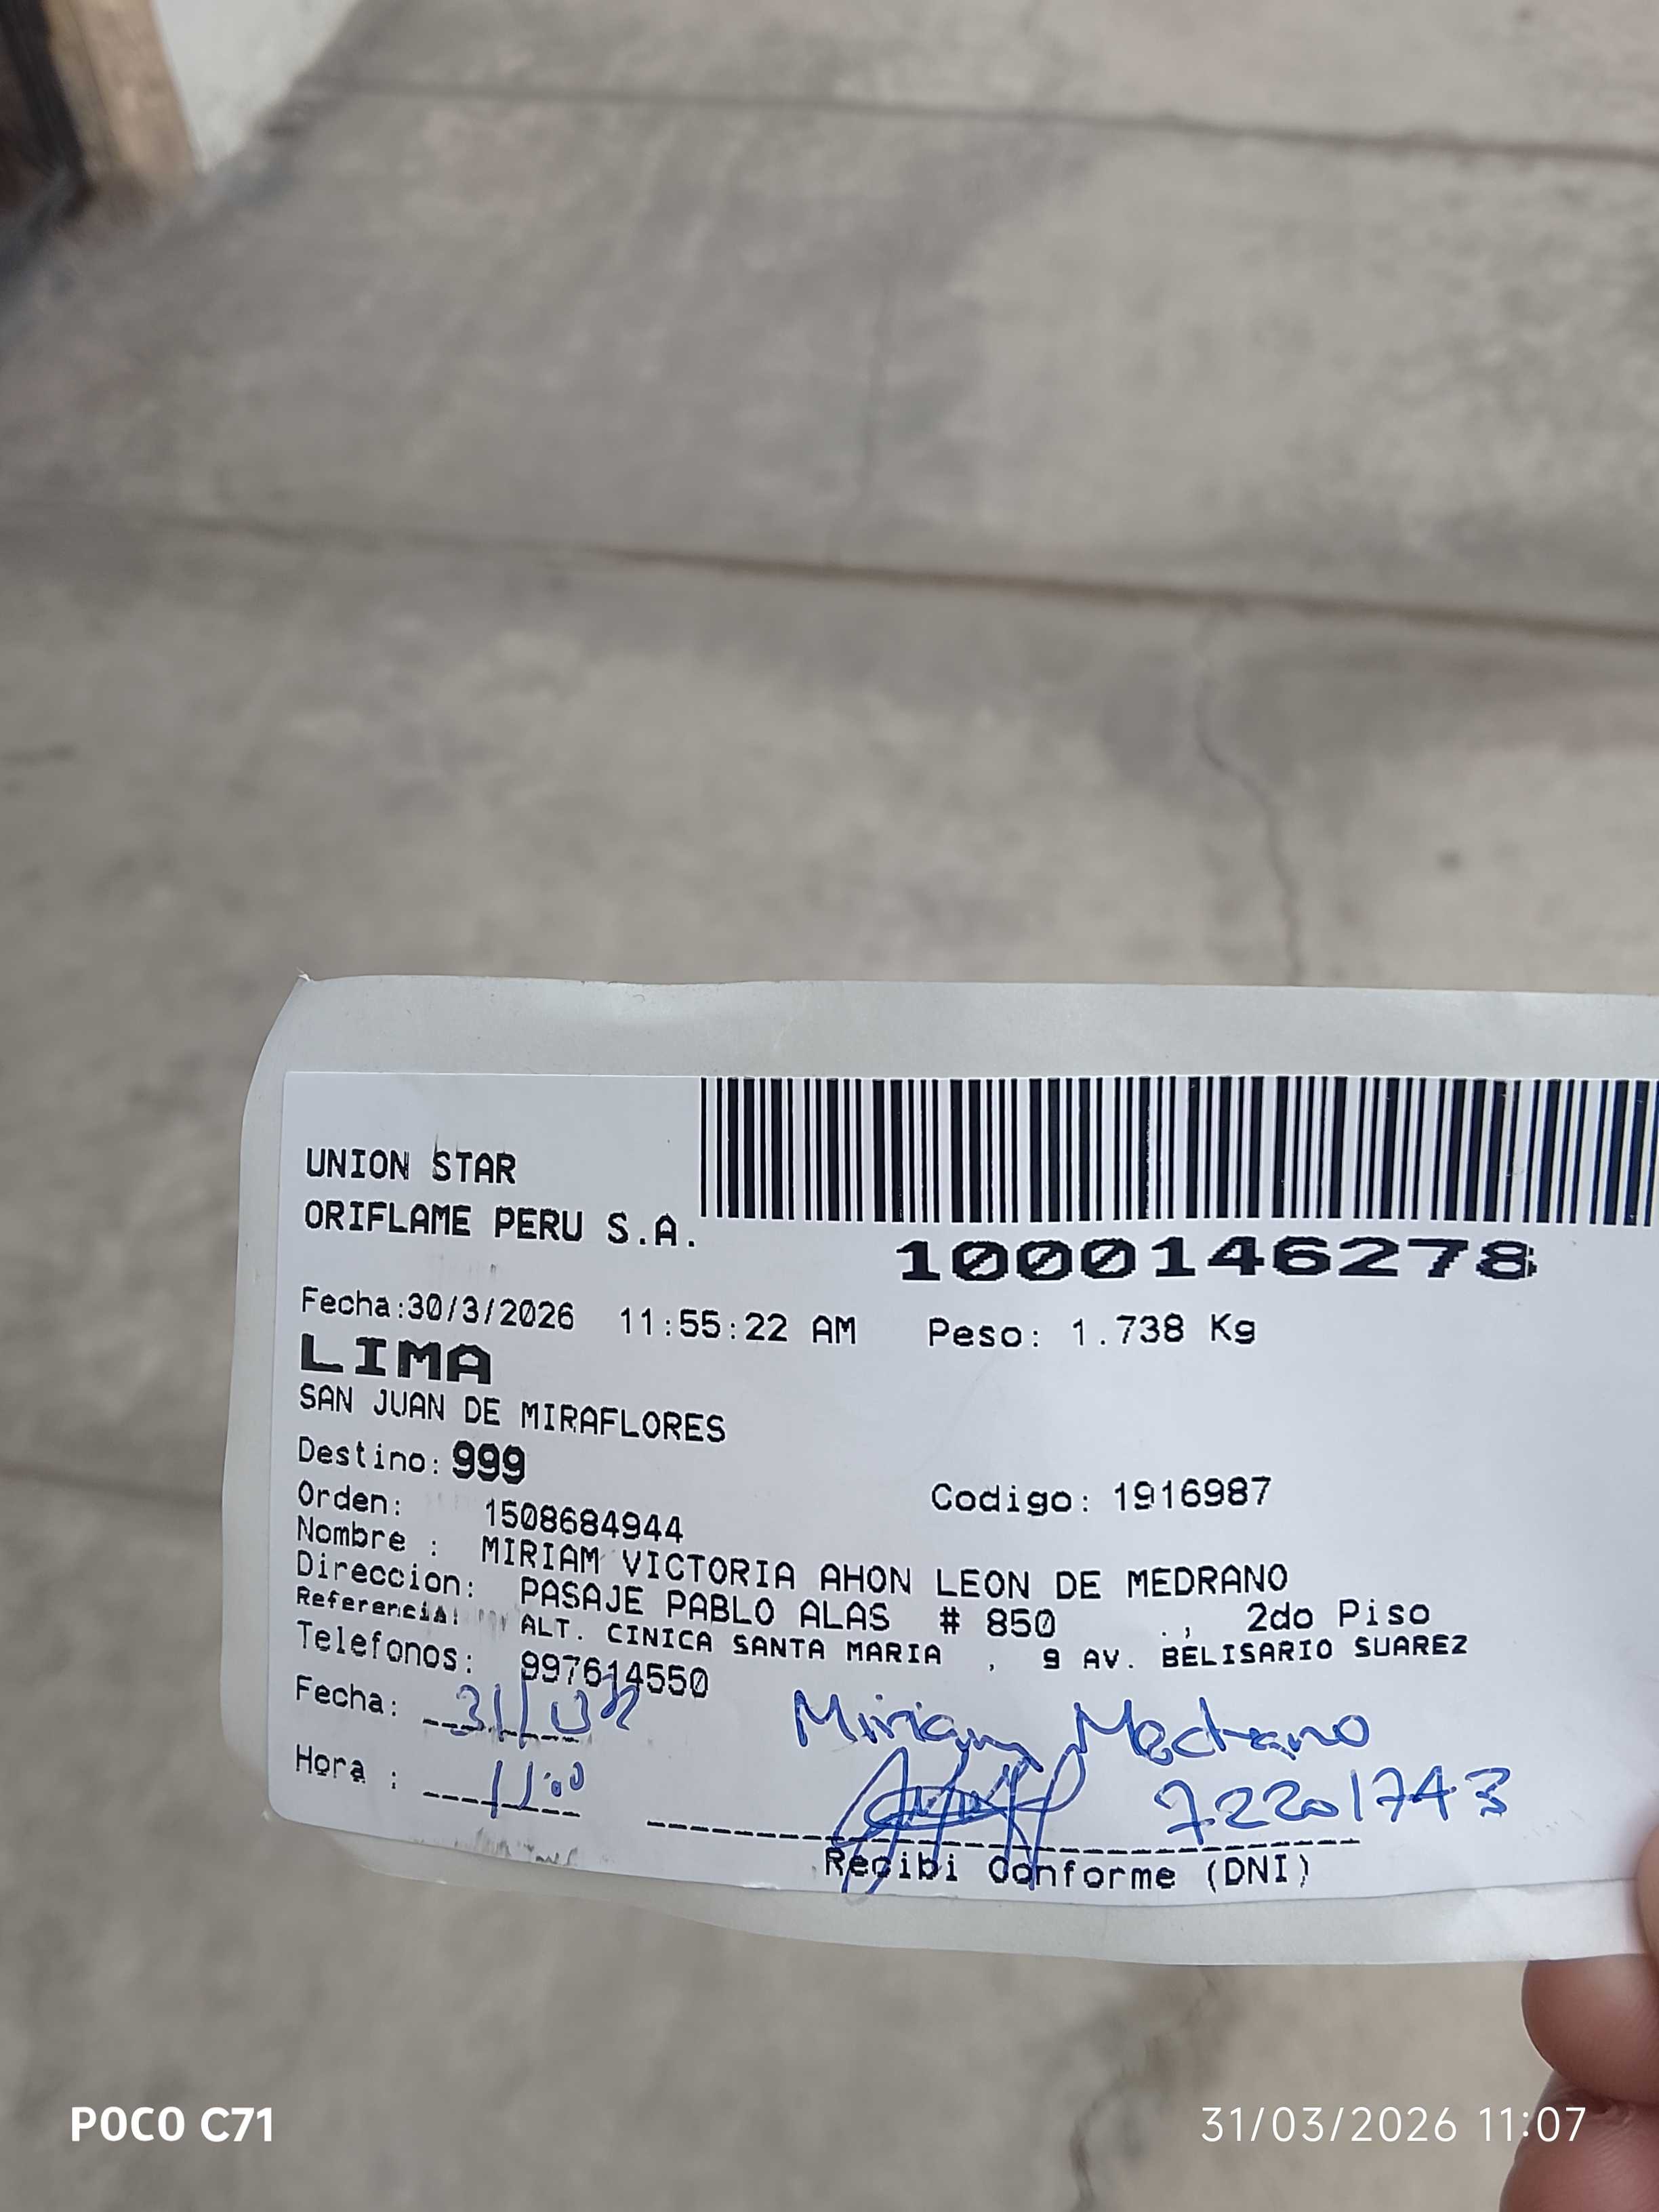 UNION STAR
ORIFLAME PERU S.A.
1000146278
Fecha:30/3/2026 11:55:22 AM Peso: 1.738 Kg
LIMA
SAN JUAN DE MIRAFLORES
Destino: 999
Codigo: 1916987
Orden: 1508684944
Nombre : MIRIAM VICTORIA AHON LEON DE MEDRANO
Direccion: PASAJE PABLO ALAS # 850 ., 2do Piso
Referencia: ALT. CINICA SANTA MARIA , 9 AV. BELISARIO SUAREZ
Telefonos: 997614550
Fecha:
Miriam Medrano
Hora : 11:00
72201743
Recibi Conforme (DNI)
POCO C71
31/03/2026 11:07